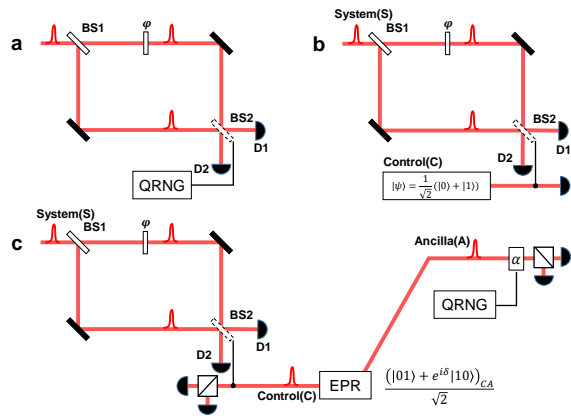 a
BS1
φ
BS2
D1
D2
QRNG
b
System(S)
BS1
φ
BS2
D1
D2
Control(C)
|ψ⟩ = 1/√2 (|0⟩ + |1⟩)
c
System(S)
BS1
φ
BS2
D1
D2
Control(C)
EPR
Ancilla(A)
α
QRNG
(|01⟩ + e^{iδ}|10⟩)_{CA} / √2